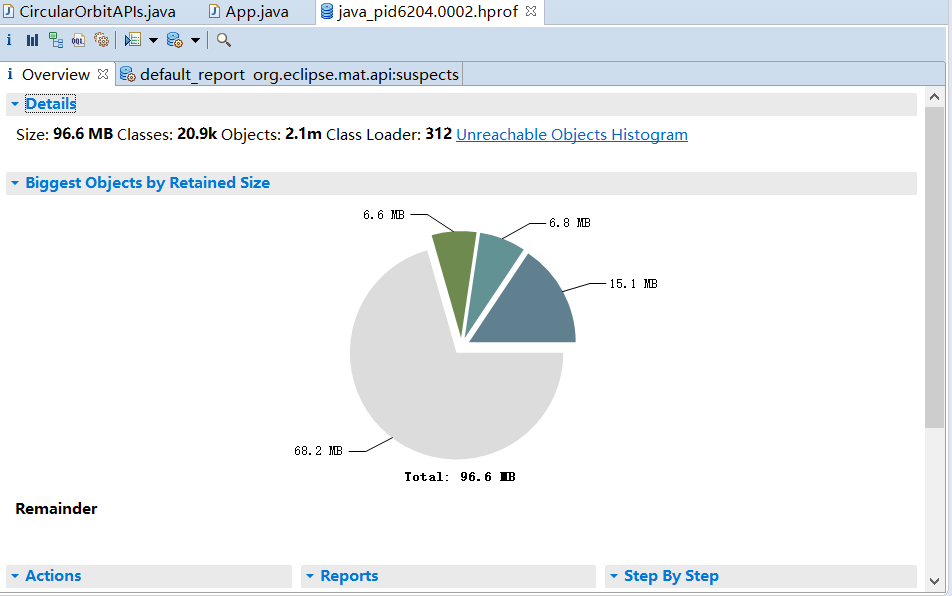 CircularOrbitAPIs.java App.java java_pid6204.0002.hprof
i OQL
i Overview default_report org.eclipse.mat.api:suspects
Details
Size: 96.6 MB Classes: 20.9k Objects: 2.1m Class Loader: 312 Unreachable Objects Histogram
Biggest Objects by Retained Size
6.6 MB
6.8 MB
15.1 MB
68.2 MB
Total: 96.6 MB
Remainder
Actions Reports Step By Step